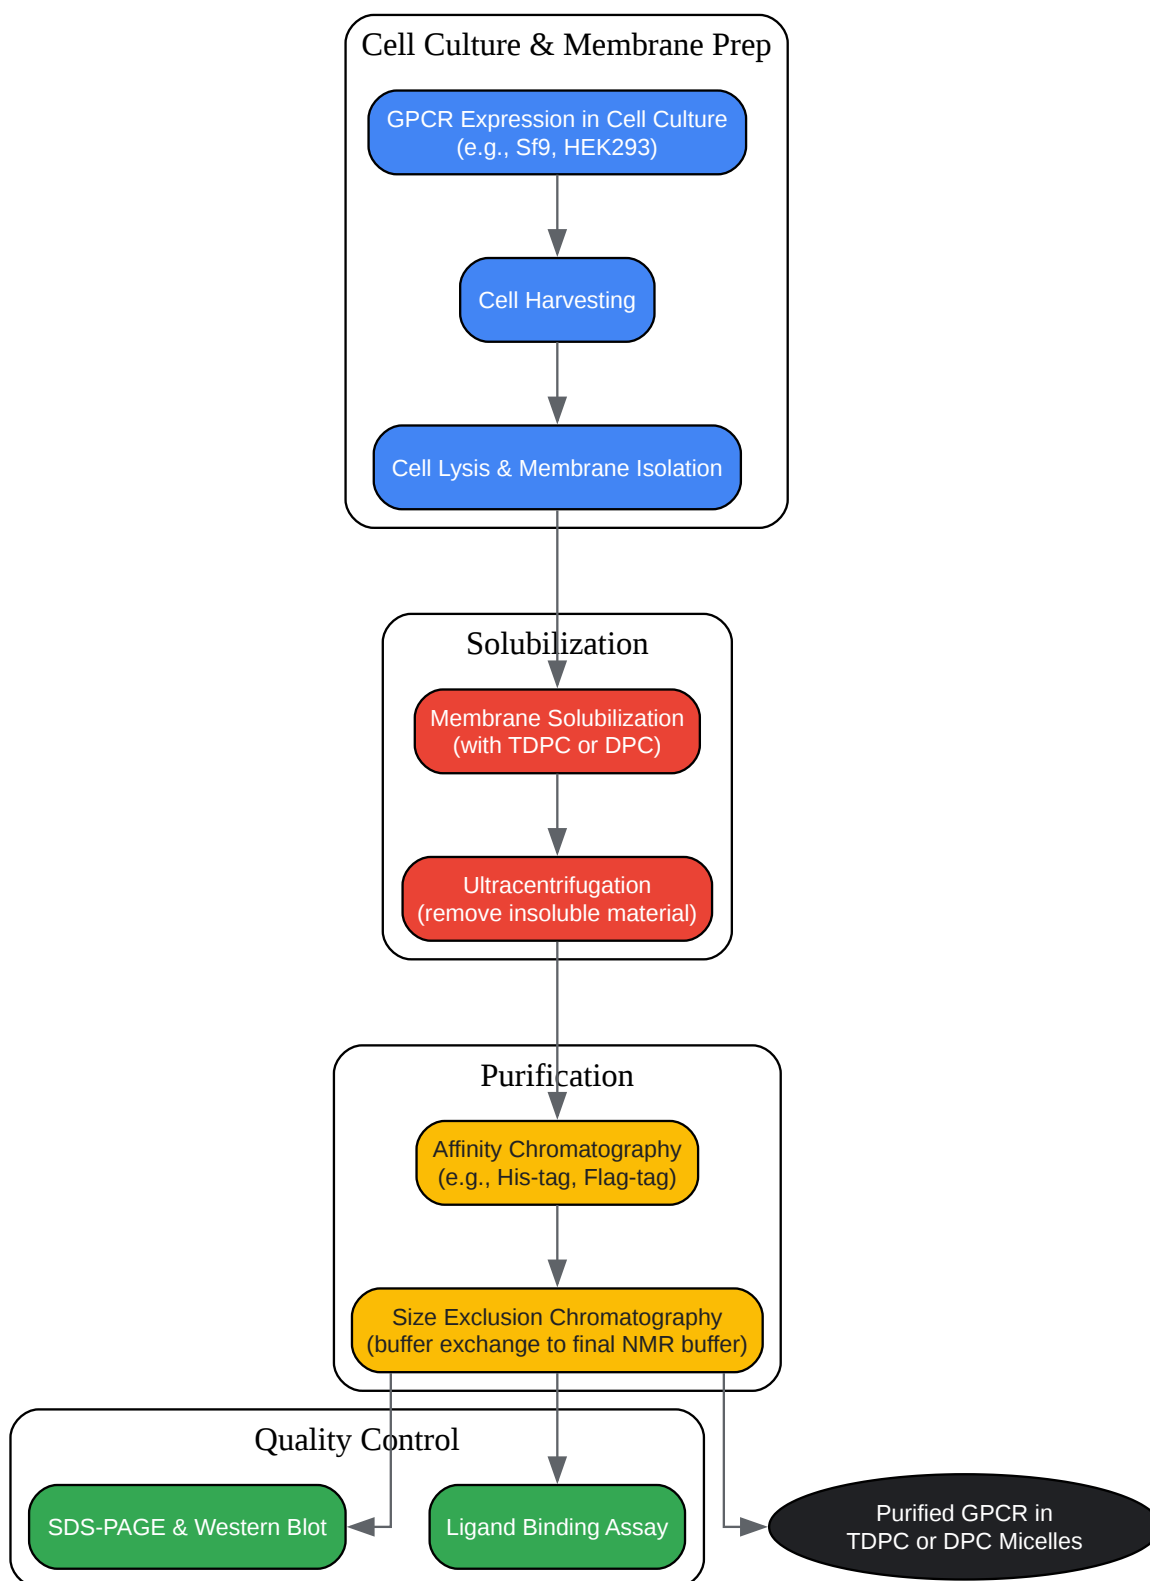 Cell Culture & Membrane Prep
GPCR Expression in Cell Culture
(e.g., Sf9, HEK293)
Cell Harvesting
Cell Lysis & Membrane Isolation
Solubilization
Membrane Solubilization
(with TDPC or DPC)
Ultracentrifugation
(remove insoluble material)
Purification
Affinity Chromatography
(e.g., His-tag, Flag-tag)
Size Exclusion Chromatography
(buffer exchange to final NMR buffer)
Quality Control
SDS-PAGE & Western Blot
Ligand Binding Assay
Purified GPCR in
TDPC or DPC Micelles